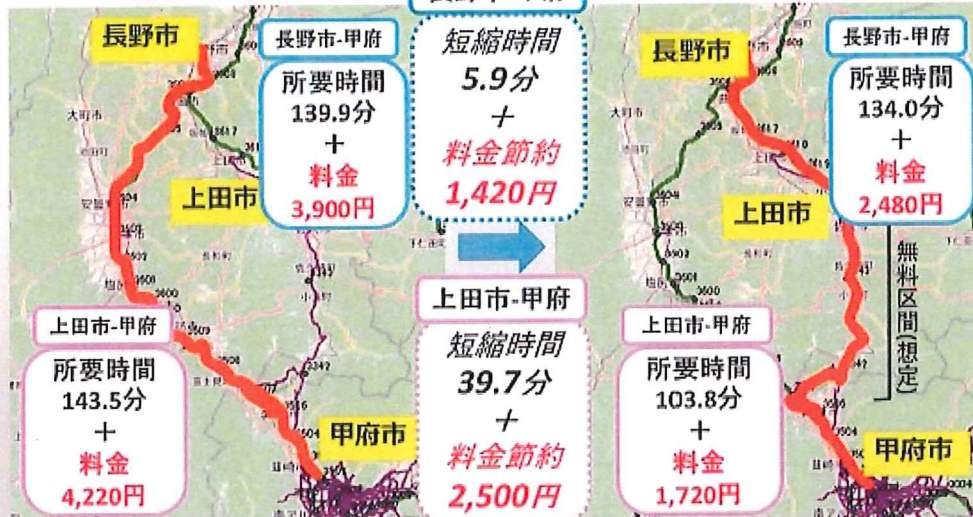 長野市
長野市-甲府
所要時間
139.9分
+
料金
3,900円
上田市
短縮時間
5.9分
+
料金節約
1,420円
長野市
長野市-甲府
所要時間
134.0分
+
料金
2,480円
上田市
無料区間(想定)
上田市-甲府
所要時間
143.5分
+
料金
4,220円
甲府市
上田市-甲府
短縮時間
39.7分
+
料金節約
2,500円
上田市-甲府
所要時間
103.8分
+
料金
1,720円
甲府市
大町市
下仁田町